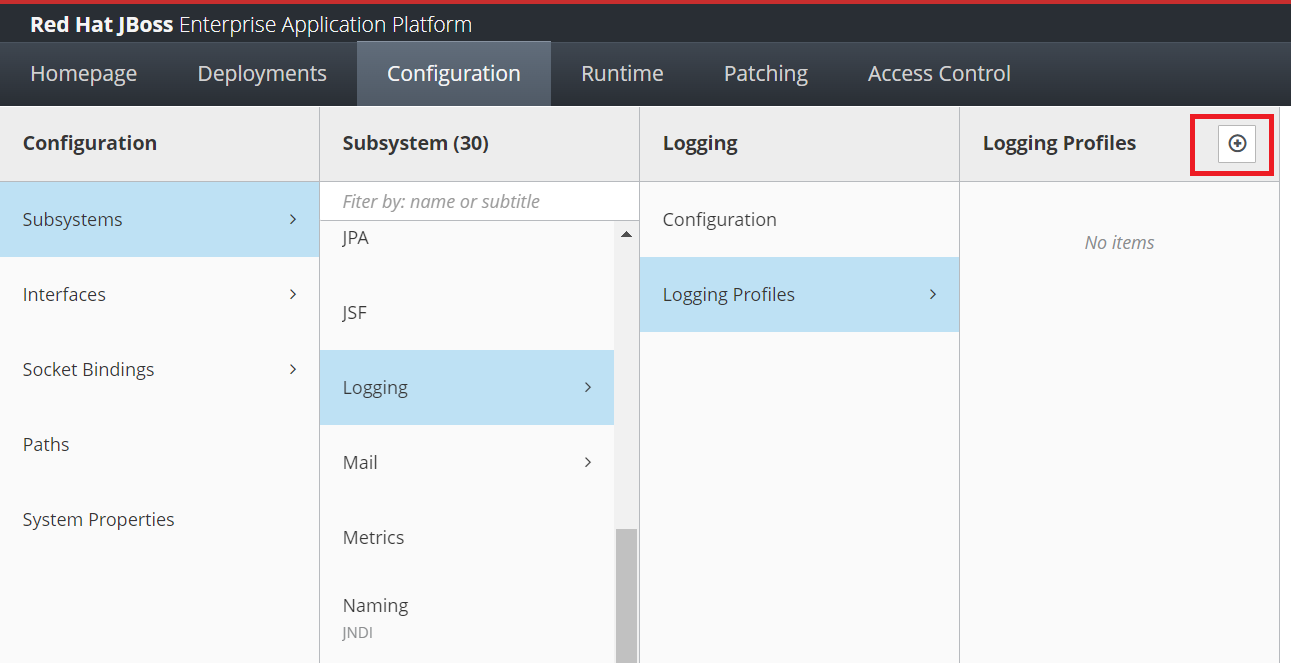 Red Hat JBoss Enterprise Application Platform
Homepage Deployments Configuration Runtime Patching Access Control
Configuration
Subsystems
Interfaces
Socket Bindings
Paths
System Properties
Subsystem (30)
Fiter by: name or subtitle
JPA
JSF
Logging
Mail
Metrics
Naming
JNDI
Logging
Configuration
Logging Profiles
Logging Profiles
No items